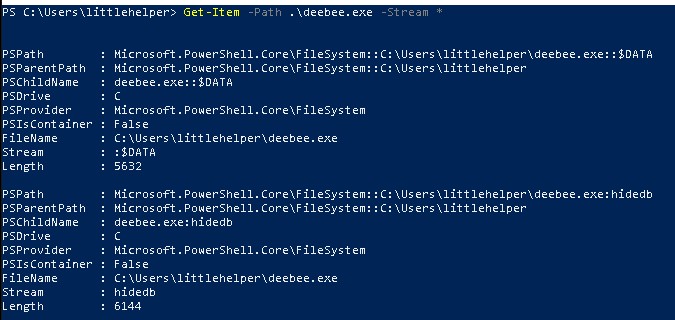 PS C:\Users\littlehelper> Get-Item -Path .\deebee.exe -Stream *
PSPath        : Microsoft.PowerShell.Core\FileSystem::C:\Users\littlehelper\deebee.exe::$DATA
PSParentPath  : Microsoft.PowerShell.Core\FileSystem::C:\Users\littlehelper
PSChildName   : deebee.exe::$DATA
PSDrive       : C
PSProvider    : Microsoft.PowerShell.Core\FileSystem
PSIsContainer : False
FileName      : C:\Users\littlehelper\deebee.exe
Stream        : :$DATA
Length        : 5632
PSPath        : Microsoft.PowerShell.Core\FileSystem::C:\Users\littlehelper\deebee.exe:hidedb
PSParentPath  : Microsoft.PowerShell.Core\FileSystem::C:\Users\littlehelper
PSChildName   : deebee.exe:hidedb
PSDrive       : C
PSProvider    : Microsoft.PowerShell.Core\FileSystem
PSIsContainer : False
FileName      : C:\Users\littlehelper\deebee.exe
Stream        : hidedb
Length        : 6144